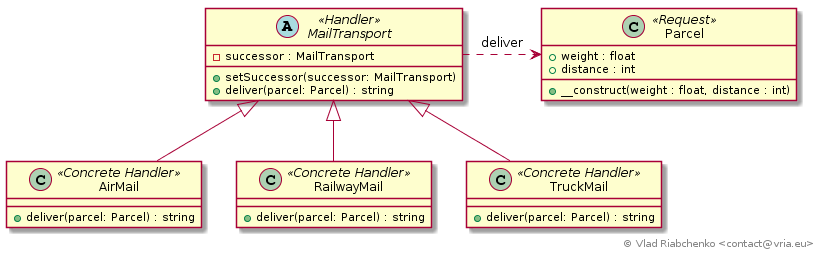 A
«Handler»
MailTransport
successor : MailTransport
setSuccessor(successor: MailTransport)
deliver(parcel: Parcel) : string
deliver
C
«Request»
Parcel
weight : float
distance : int
__construct(weight : float, distance : int)
C
«Concrete Handler»
AirMail
deliver(parcel: Parcel) : string
C
«Concrete Handler»
RailwayMail
deliver(parcel: Parcel) : string
C
«Concrete Handler»
TruckMail
deliver(parcel: Parcel) : string
© Vlad Riabchenko <contact@vria.eu>